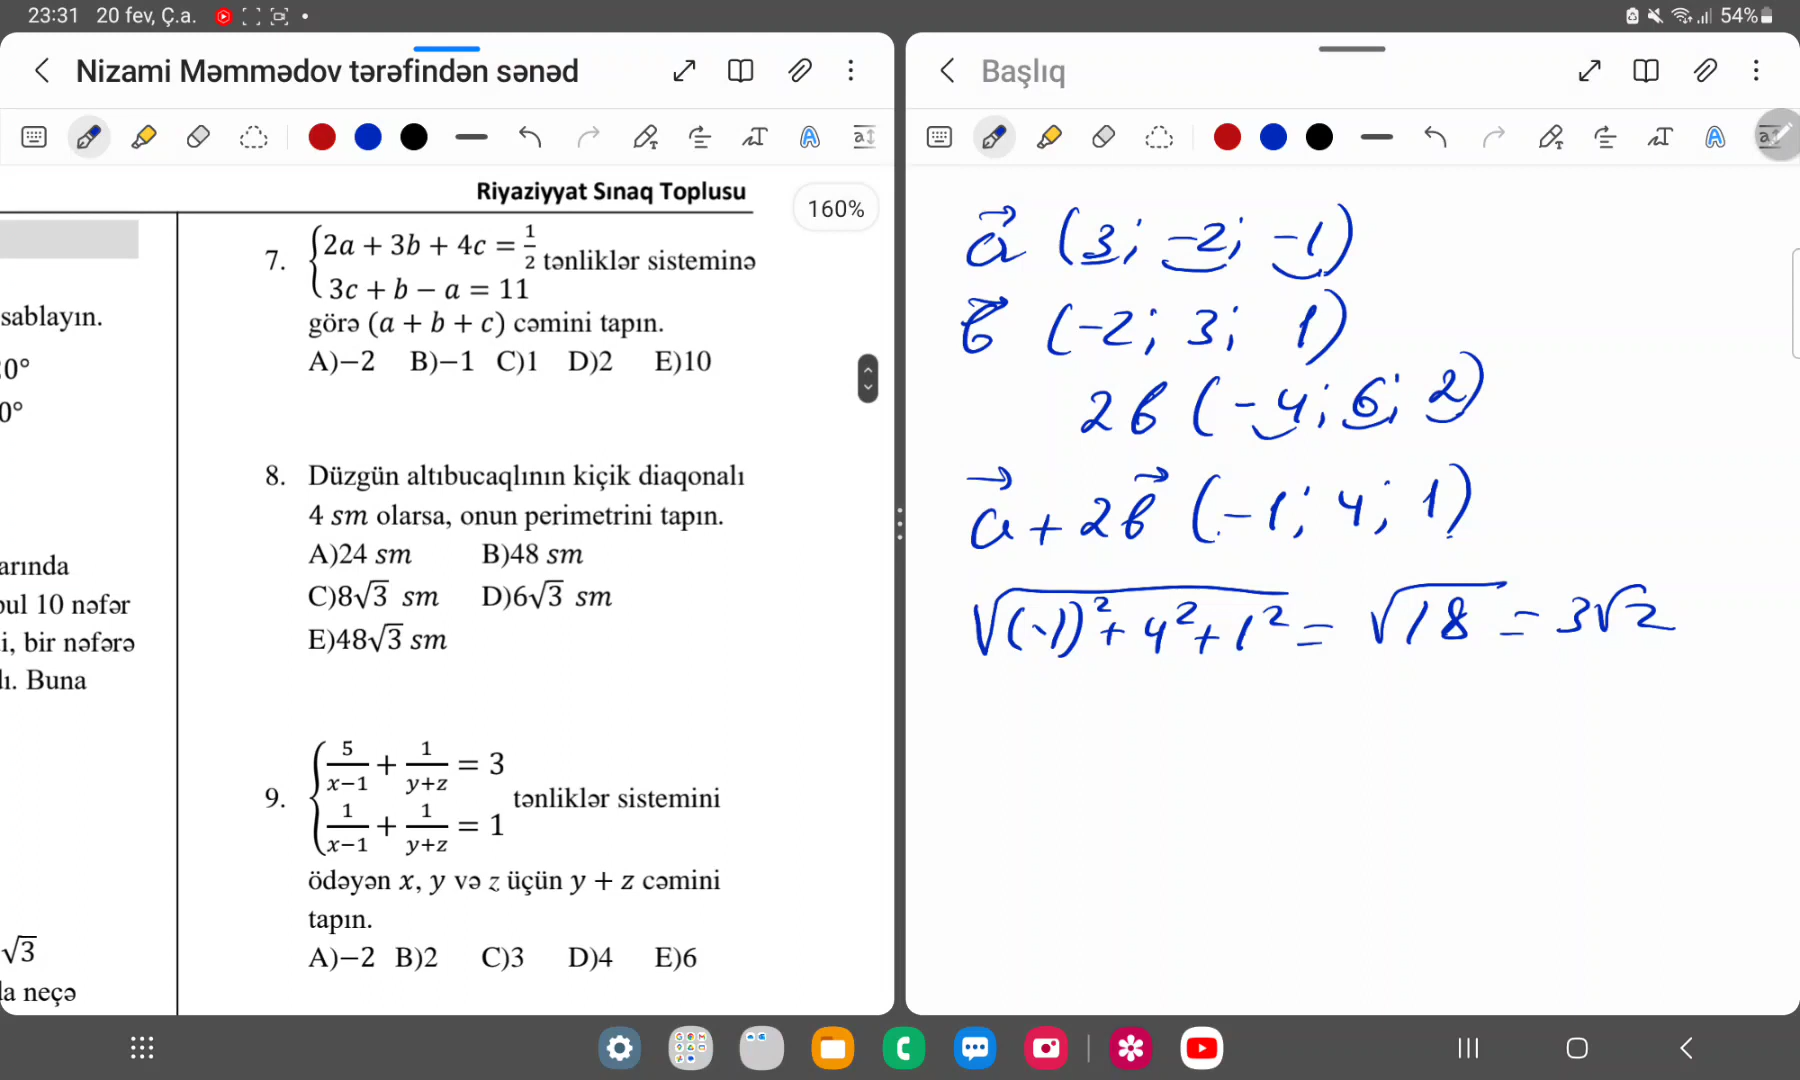 23:31 20 fev, Ç.a. 54%
Nizami Məmmədov tərəfindən sənəd
Başlıq
Riyaziyyat Sınaq Toplusu
160%
sablayın.
0°
0°
arında
pul 10 nəfər
i, bir nəfərə
lı. Buna
√3
la neçə
7. {2a + 3b + 4c = 1/2
3c + b − a = 11 tənliklər sisteminə
görə (a + b + c) cəmini tapın.
A)−2 B)−1 C)1 D)2 E)10
8. Düzgün altıbucaqlının kiçik diaqonalı
4 sm olarsa, onun perimetrini tapın.
A)24 sm B)48 sm
C)8√3 sm D)6√3 sm
E)48√3 sm
9. {5/(x−1) + 1/(y+z) = 3
1/(x−1) + 1/(y+z) = 1 tənliklər sistemini
ödəyən x, y və z üçün y + z cəmini
tapın.
A)−2 B)2 C)3 D)4 E)6
a⃗ (3; −2; −1)
b⃗ (−2; 3; 1)
2b (−4; 6; 2)
a⃗ + 2b⃗ (−1; 4; 1)
√((−1)² + 4² + 1²) = √18 = 3√2